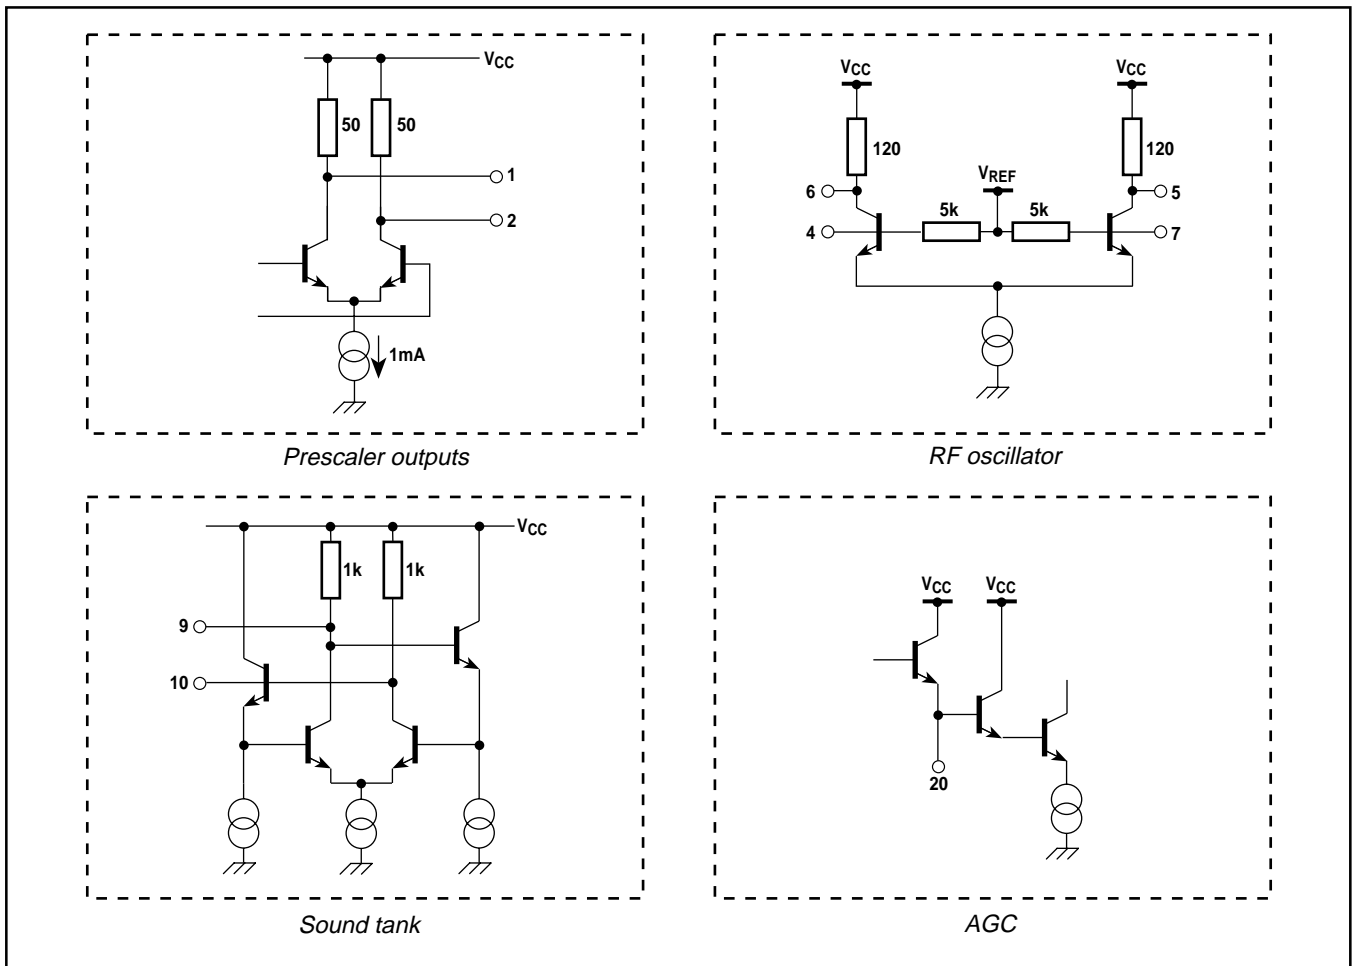 VCC
50
50
1
2
1mA
Prescaler outputs
VCC
VCC
120
120
VREF
6
5
5k
5k
4
7
RF oscillator
VCC
1k
1k
9
10
Sound tank
VCC
VCC
20
AGC